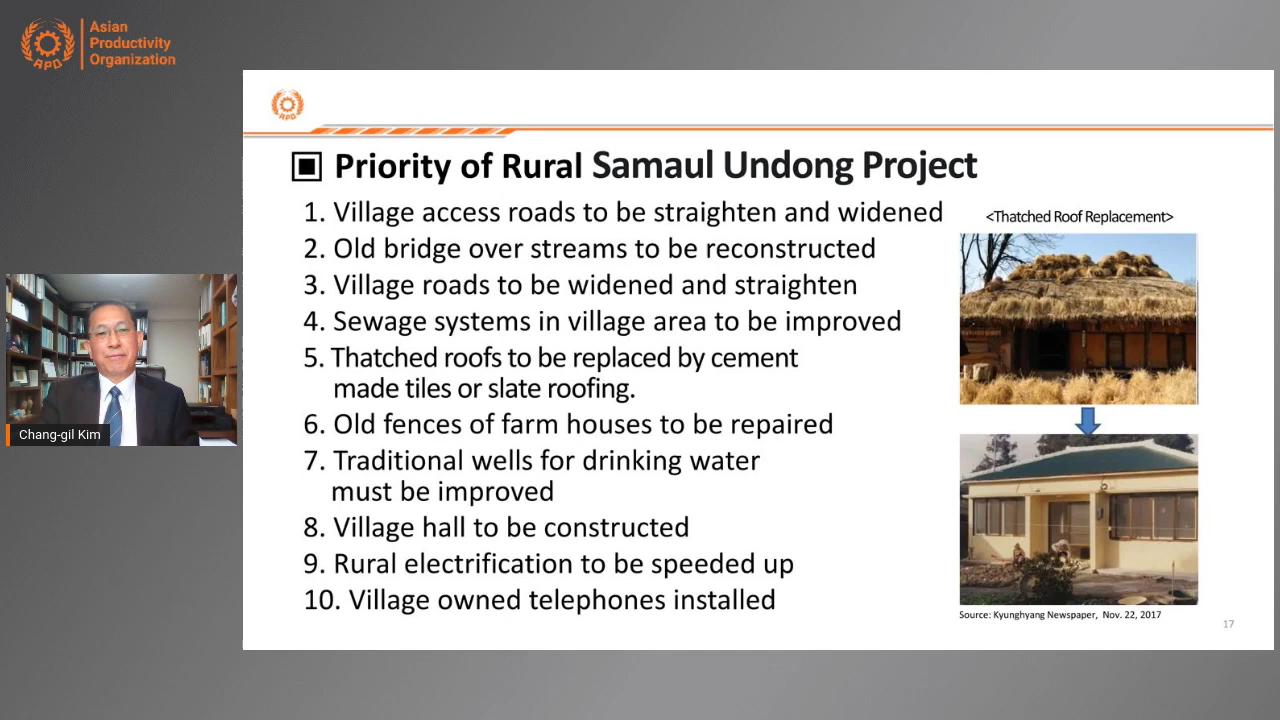 Asian
Productivity
Organization
APO
APO
Priority of Rural Samaul Undong Project
1. Village access roads to be straighten and widened
2. Old bridge over streams to be reconstructed
3. Village roads to be widened and straighten
4. Sewage systems in village area to be improved
5. Thatched roofs to be replaced by cement
made tiles or slate roofing.
6. Old fences of farm houses to be repaired
7. Traditional wells for drinking water
must be improved
8. Village hall to be constructed
9. Rural electrification to be speeded up
10. Village owned telephones installed
<Thatched Roof Replacement>
Source: Kyunghyang Newspaper, Nov. 22, 2017
17
Chang-gil Kim